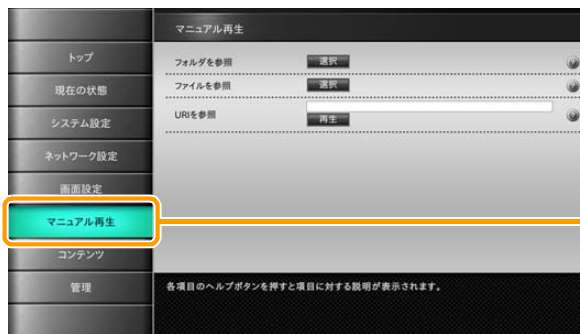 マニュアル再生
トップ
現在の状態
システム設定
ネットワーク設定
画面設定
マニュアル再生
コンテンツ
管理
フォルダを参照 選択
ファイルを参照 選択
URIを参照
再生
各項目のヘルプボタンを押すと項目に対する説明が表示されます。